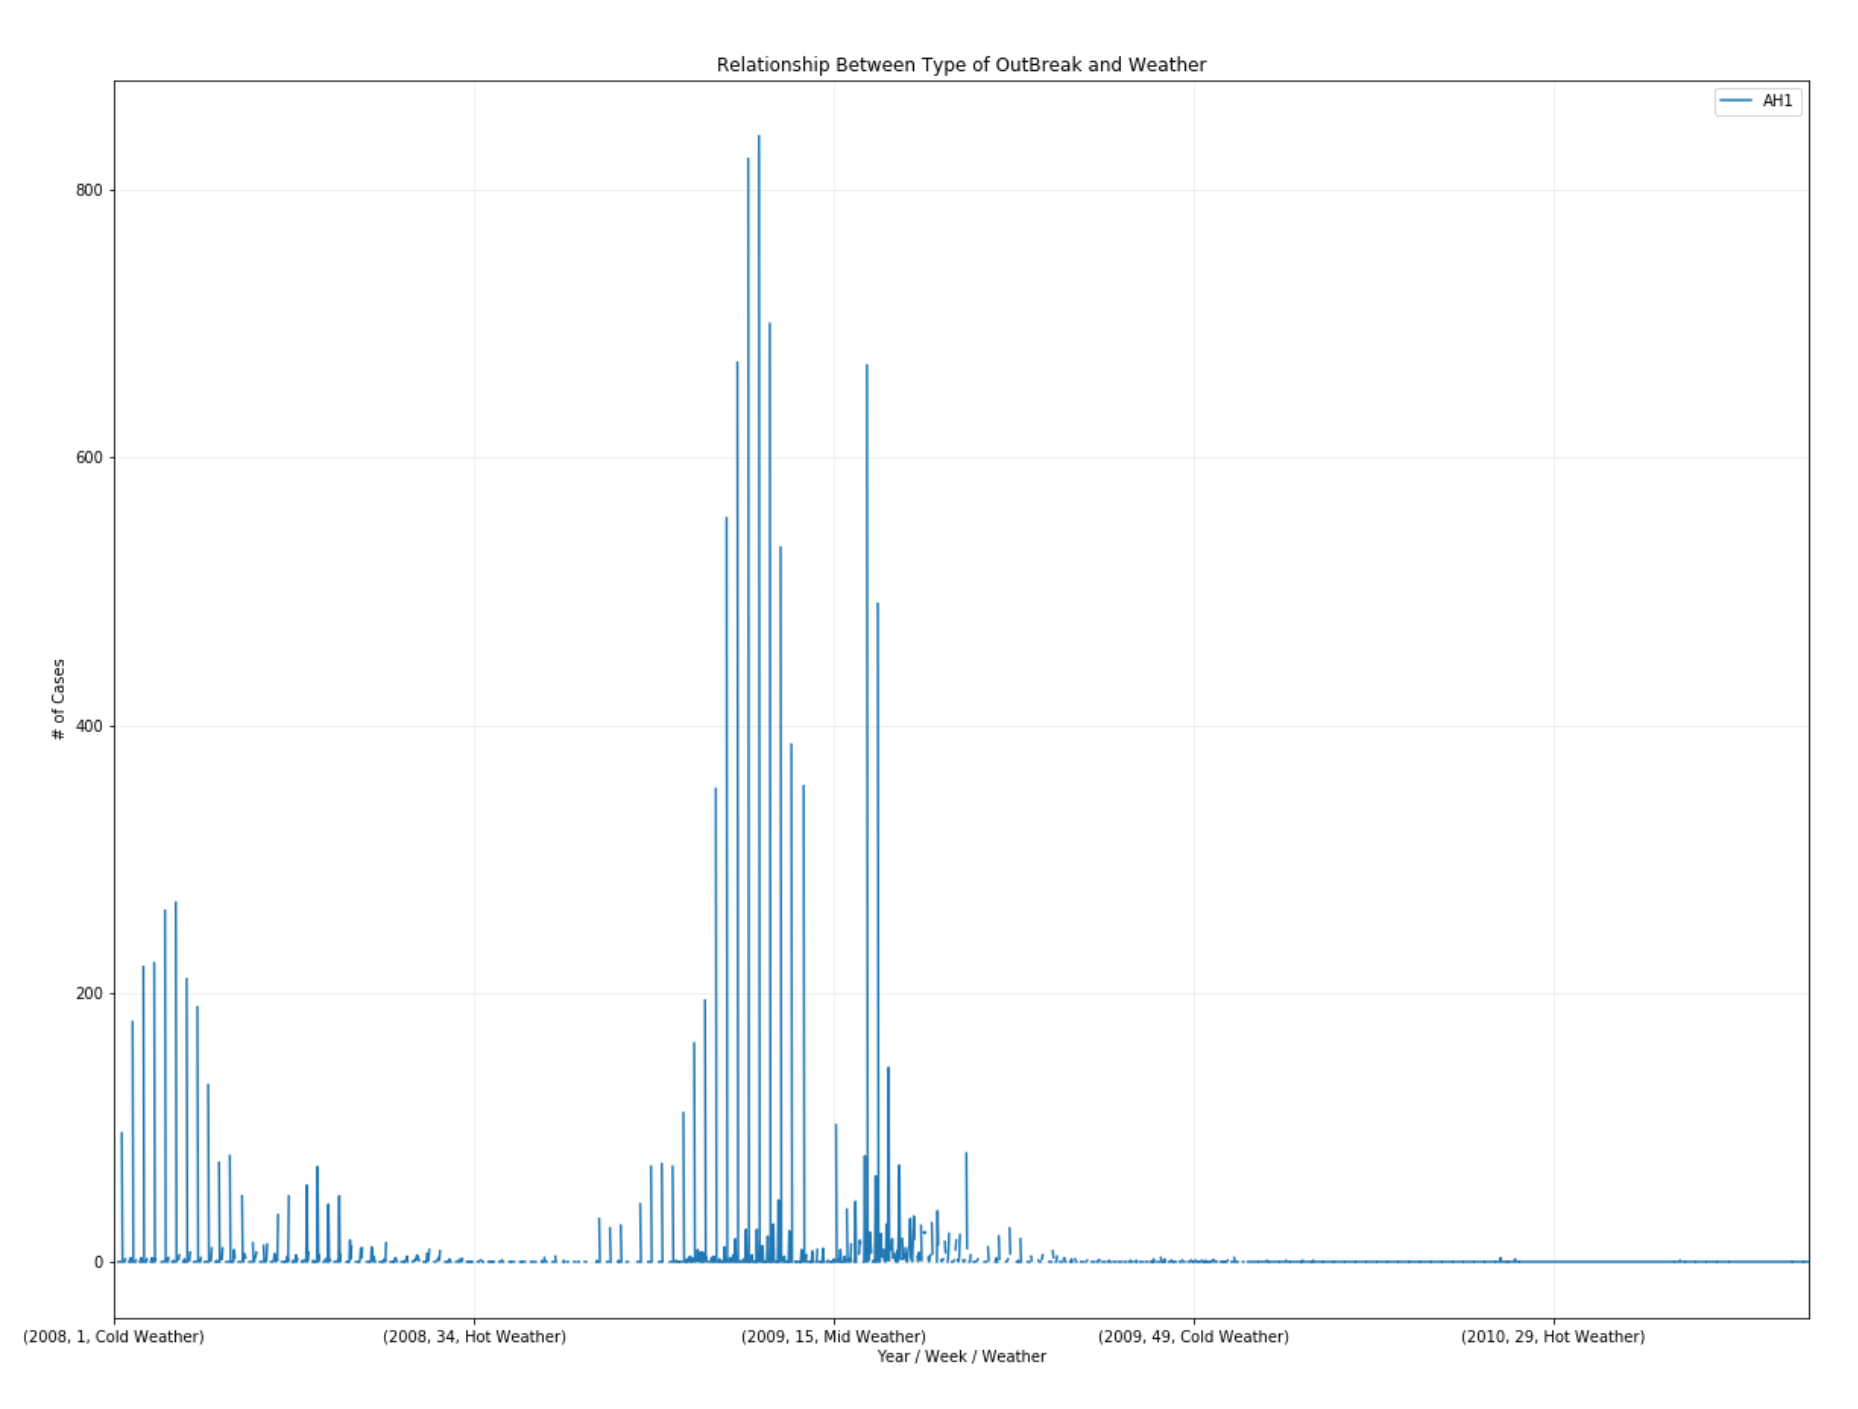 Relationship Between Type of OutBreak and Weather
AH1
800
600
400
200
0
# of Cases
(2008, 1, Cold Weather)
(2008, 34, Hot Weather)
(2009, 15, Mid Weather)
(2009, 49, Cold Weather)
(2010, 29, Hot Weather)
Year / Week / Weather